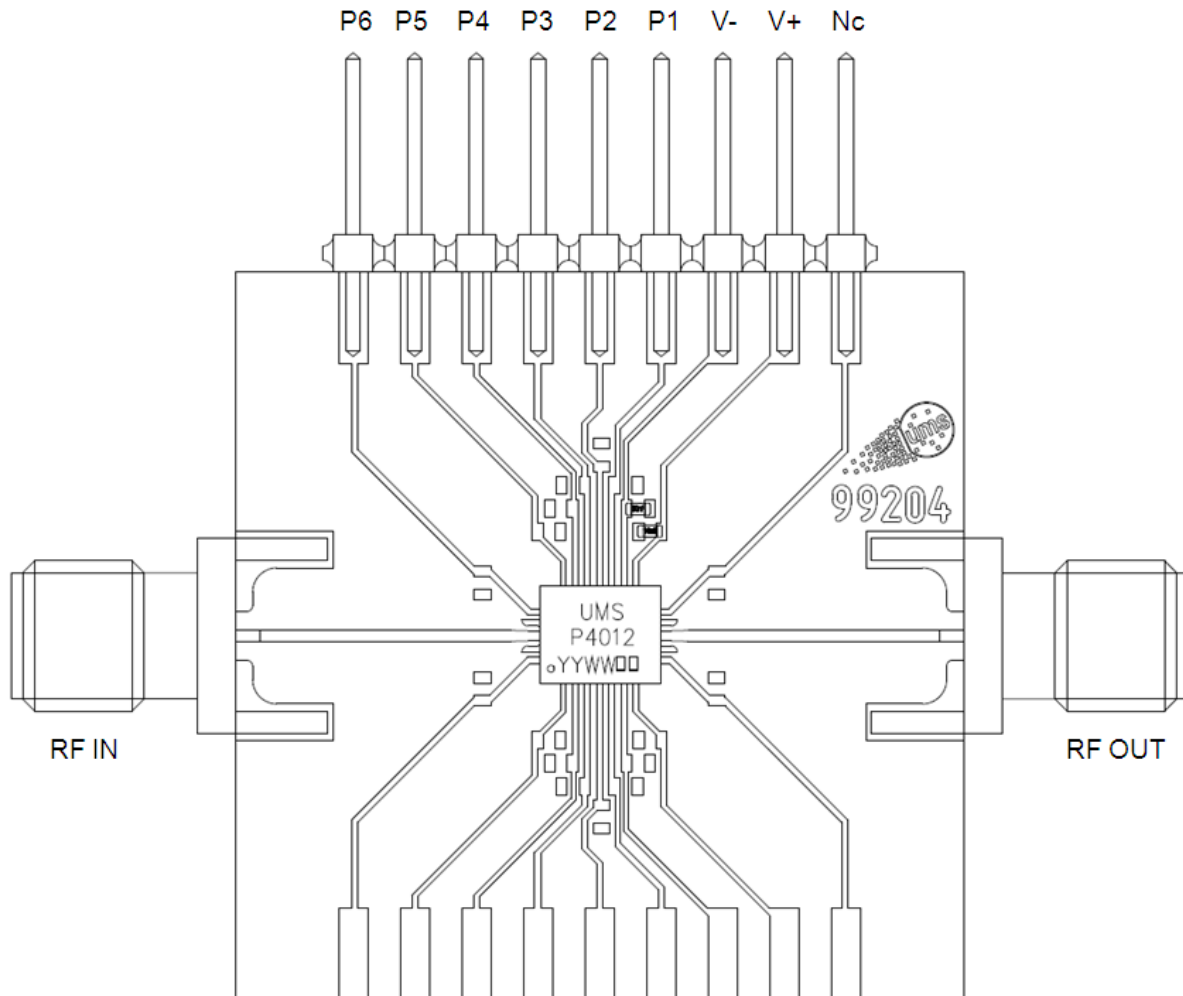 P6 P5 P4 P3 P2 P1 V- V+ Nc
ums
99204
UMS
P4012
YYWW
RF IN
RF OUT